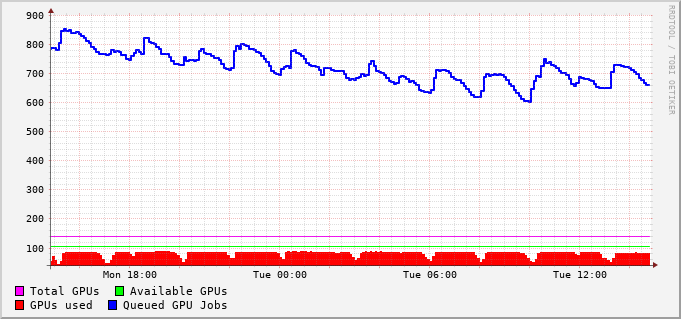 900
800
700
600
500
400
300
200
100
Mon 18:00 Tue 00:00 Tue 06:00 Tue 12:00
Total GPUs Available GPUs
GPUs used Queued GPU Jobs
RRDTOOL / TOBI OETIKER